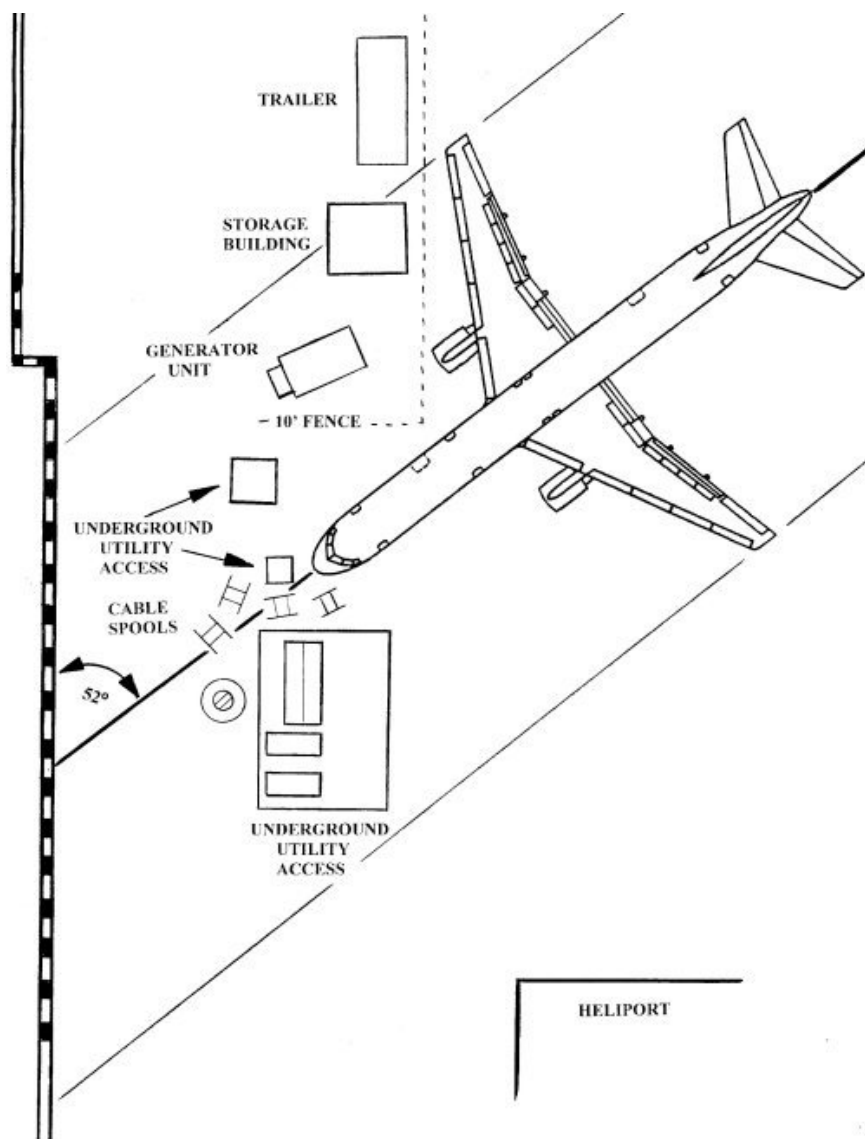 TRAILER
STORAGE
BUILDING
GENERATOR
UNIT
10' FENCE
UNDERGROUND
UTILITY
ACCESS
CABLE
SPOOLS
52°
UNDERGROUND
UTILITY
ACCESS
HELIPORT